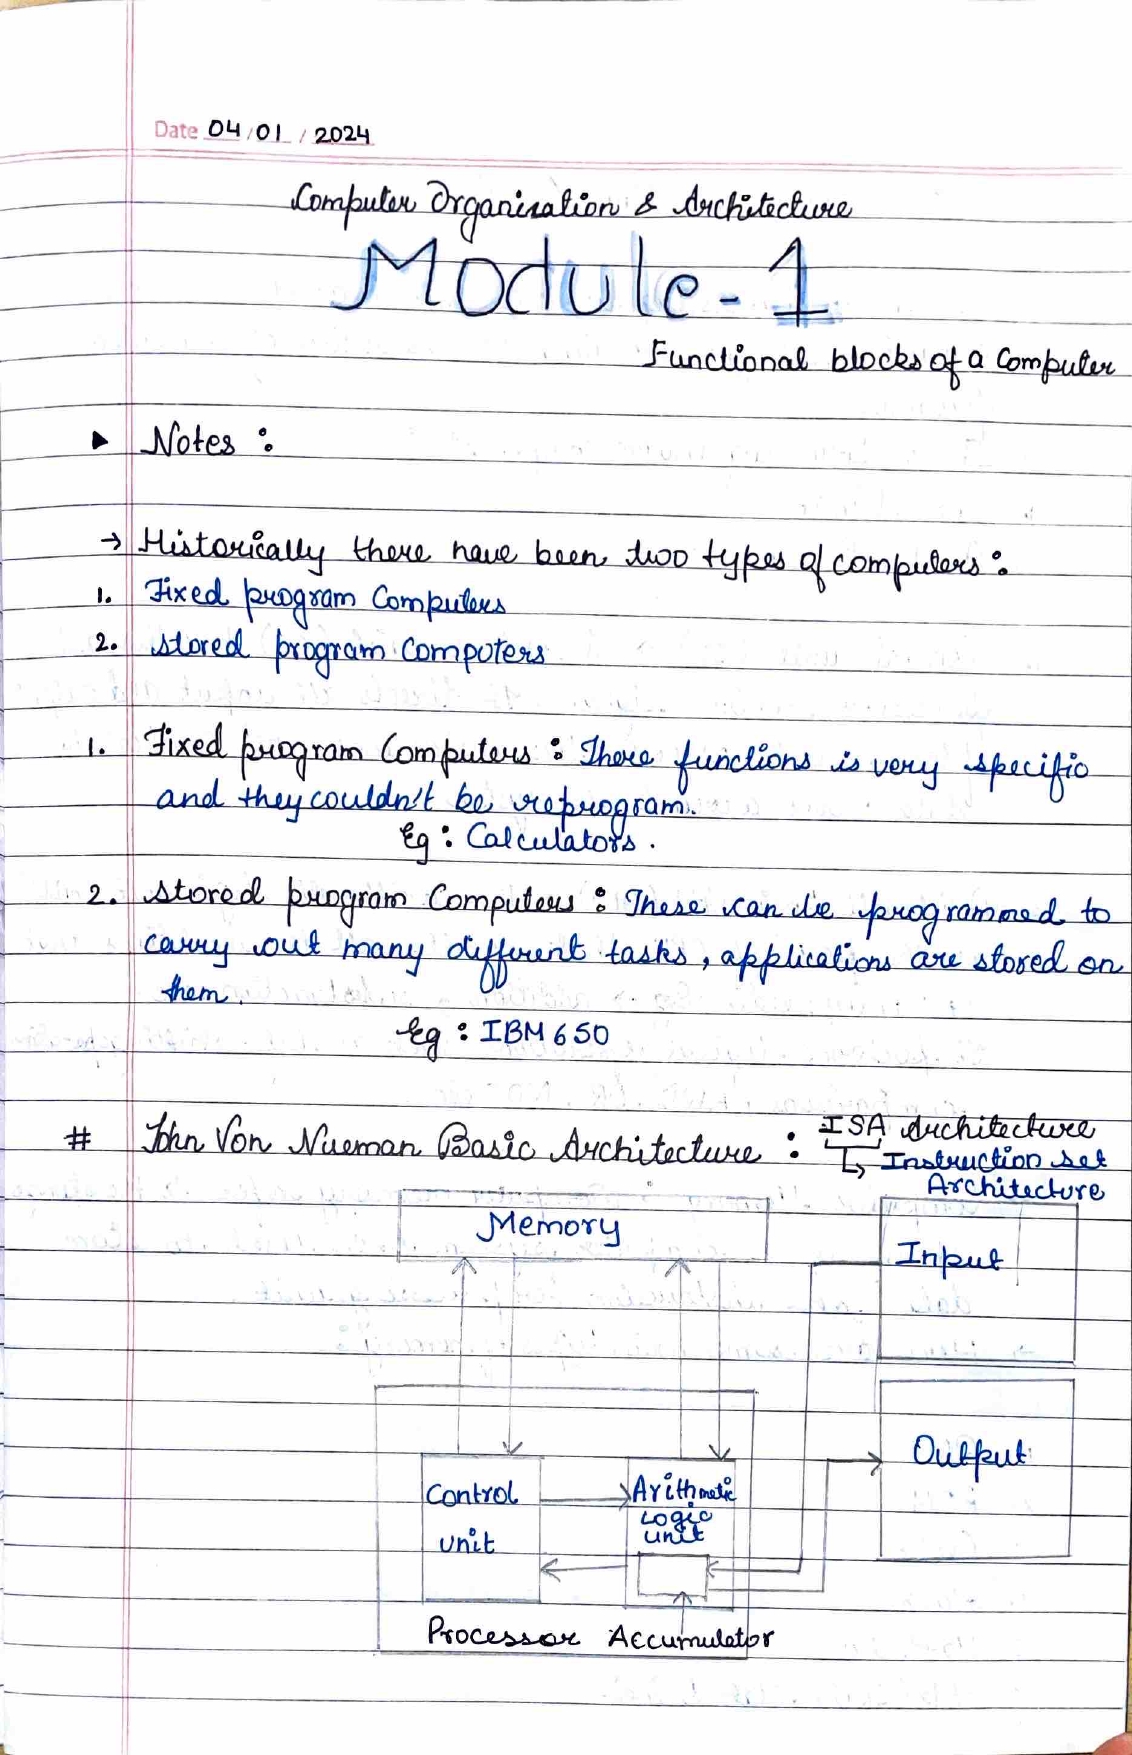 Date 04/01/2024
Computer Organisation & Architecture
Module-1
Functional blocks of a Computer
▶ Notes :
→ Historically there have been two types of computers :
1. Fixed program Computers
2. Stored program Computers
1. Fixed program Computers : There functions is very specific
and they couldn't be reprogram.
Eg : Calculators.
2. Stored program Computers : These can be programmed to
carry out many different tasks, applications are stored on
them.
Eg : IBM 650
# John Von Nueman Basic Architecture : ISA Architecture
↳ Instruction set
Architecture
Memory
Input
Output
Control
unit
Arithmetic
Logic
unit
Processor Accumulator